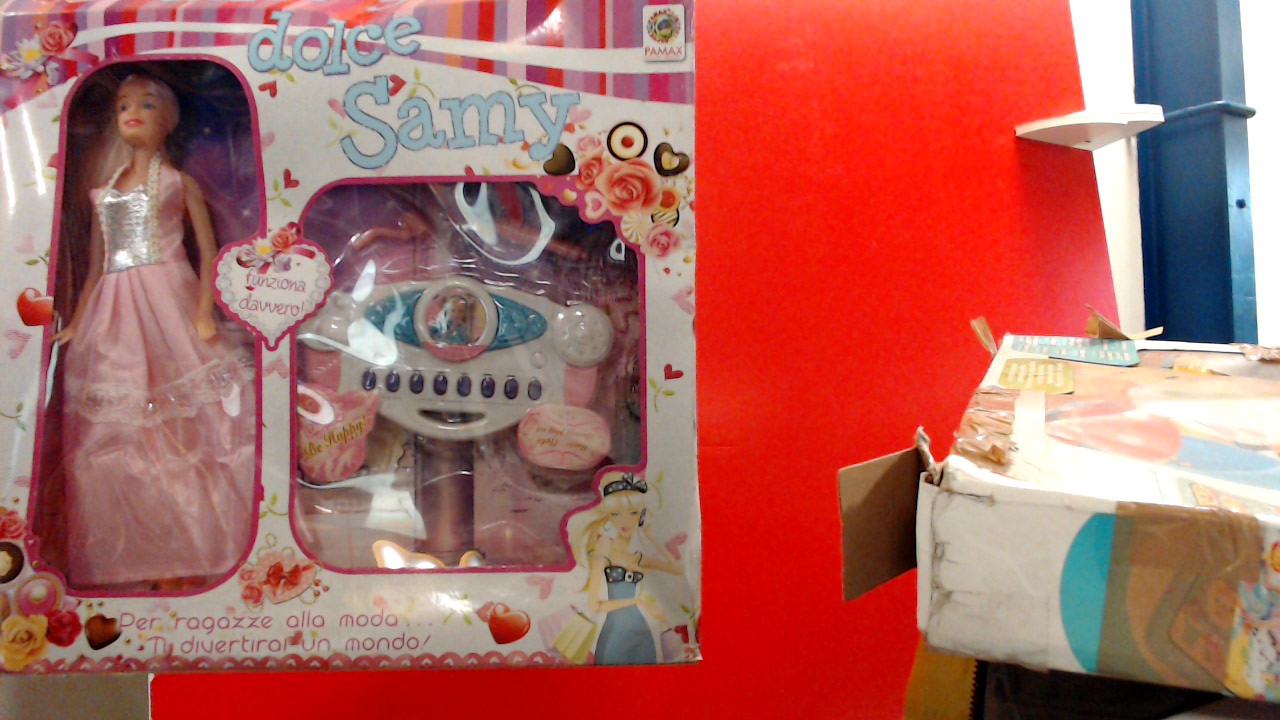 dolce
Samy
PAMAX
funziona
davvero!
Be Happy!
Per ragazze alla moda...
Ti divertirai un mondo!